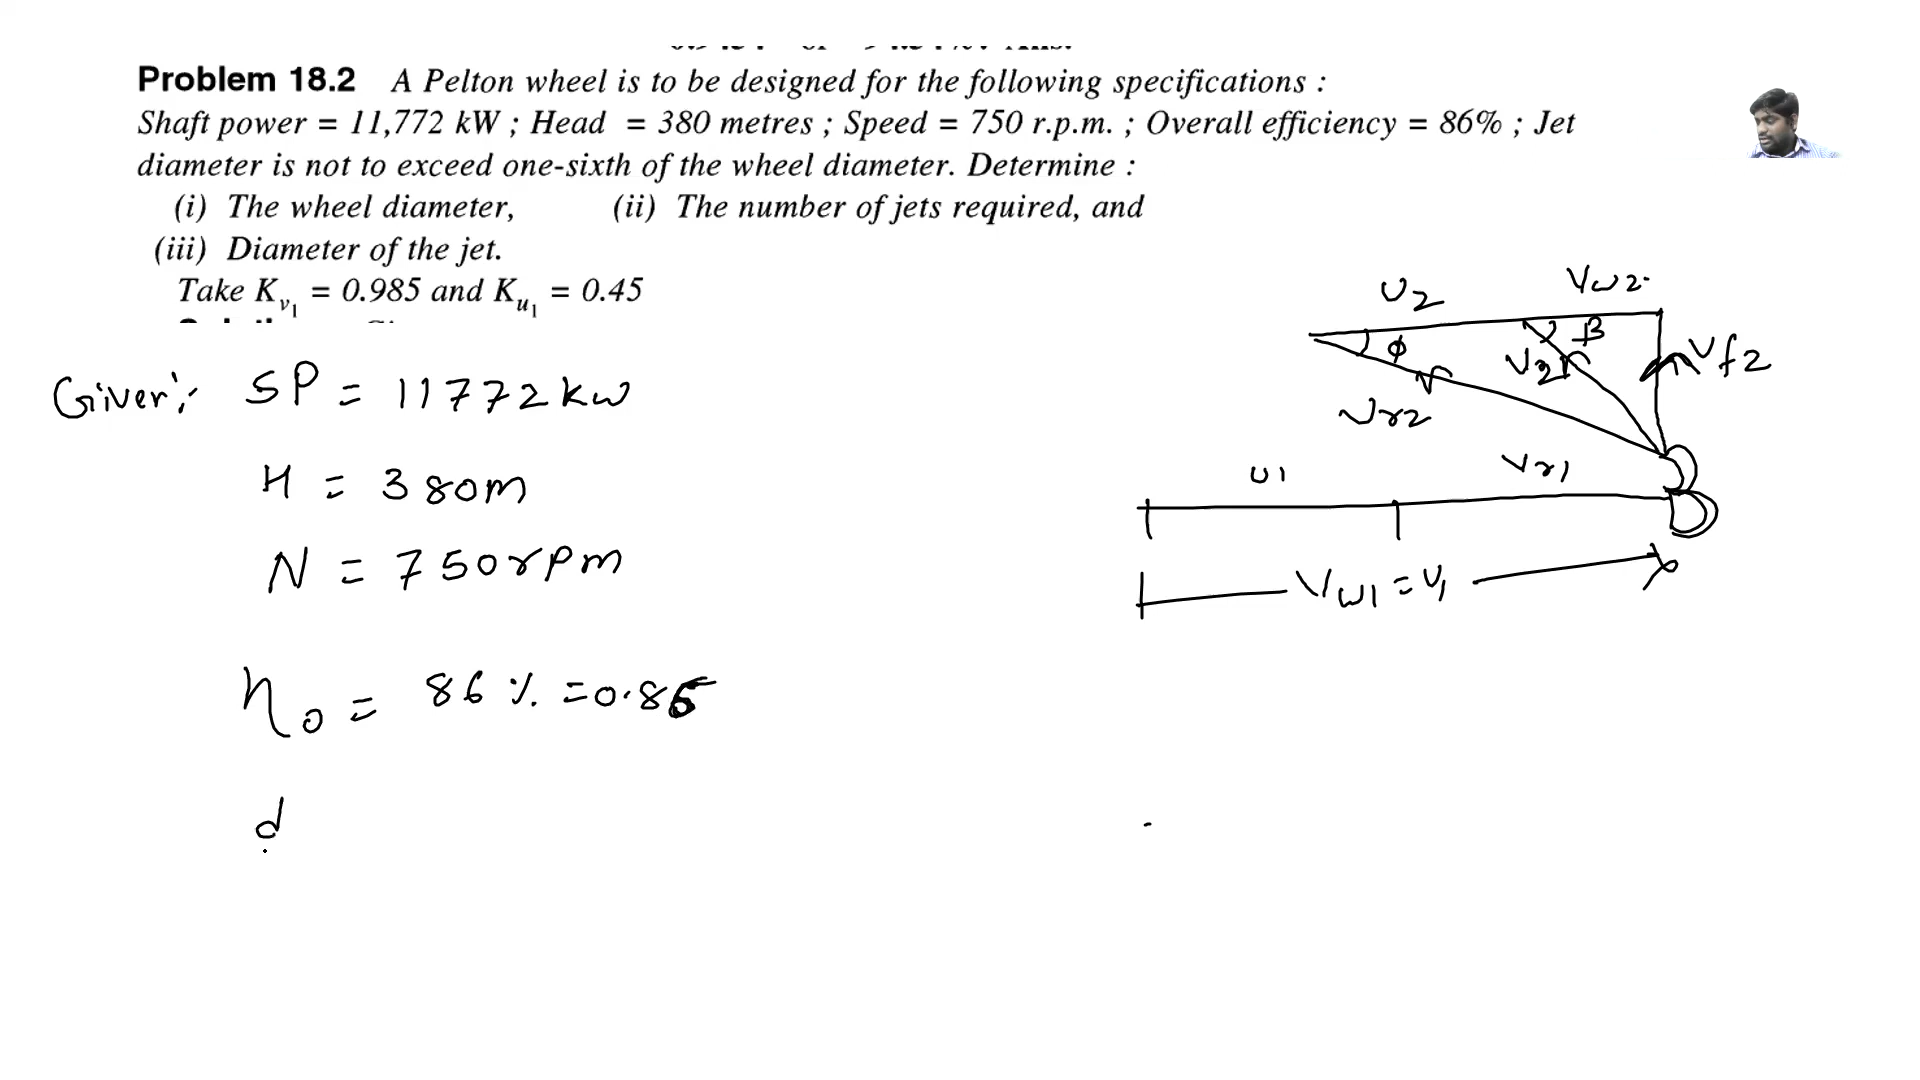 Problem 18.2 A Pelton wheel is to be designed for the following specifications :
Shaft power = 11,772 kW ; Head = 380 metres ; Speed = 750 r.p.m. ; Overall efficiency = 86% ; Jet
diameter is not to exceed one-sixth of the wheel diameter. Determine :
(i) The wheel diameter, (ii) The number of jets required, and
(iii) Diameter of the jet.
Take Kv1 = 0.985 and Ku1 = 0.45
Given: SP = 11772 kw
H = 380m
N = 750rpm
η0 = 86 % = 0.86
d
U2 Vw2
ϕ β
V2 Vf2
Vr2
u1 Vr1
Vw1 = V1